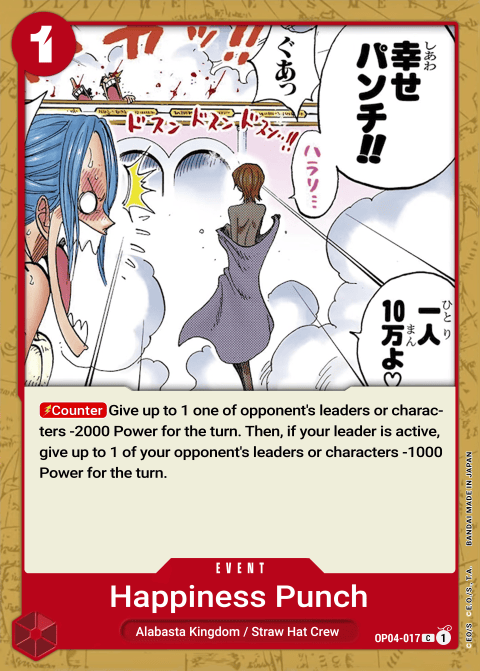 1
カッ!!
ぐあっ
幸せ
しあわ
パンチ!!
ドスン ドスン ドスン…!!
ハラリ…
一人
ひとり
10万よ♡
まん
Counter Give up to 1 one of opponent's leaders or charac-
ters -2000 Power for the turn. Then, if your leader is active,
give up to 1 of your opponent's leaders or characters -1000
Power for the turn.
EVENT
Happiness Punch
Alabasta Kingdom / Straw Hat Crew
OP04-017 C 1
©E.O./S. ©E.O./S.,T.A. BANDAI MADE IN JAPAN